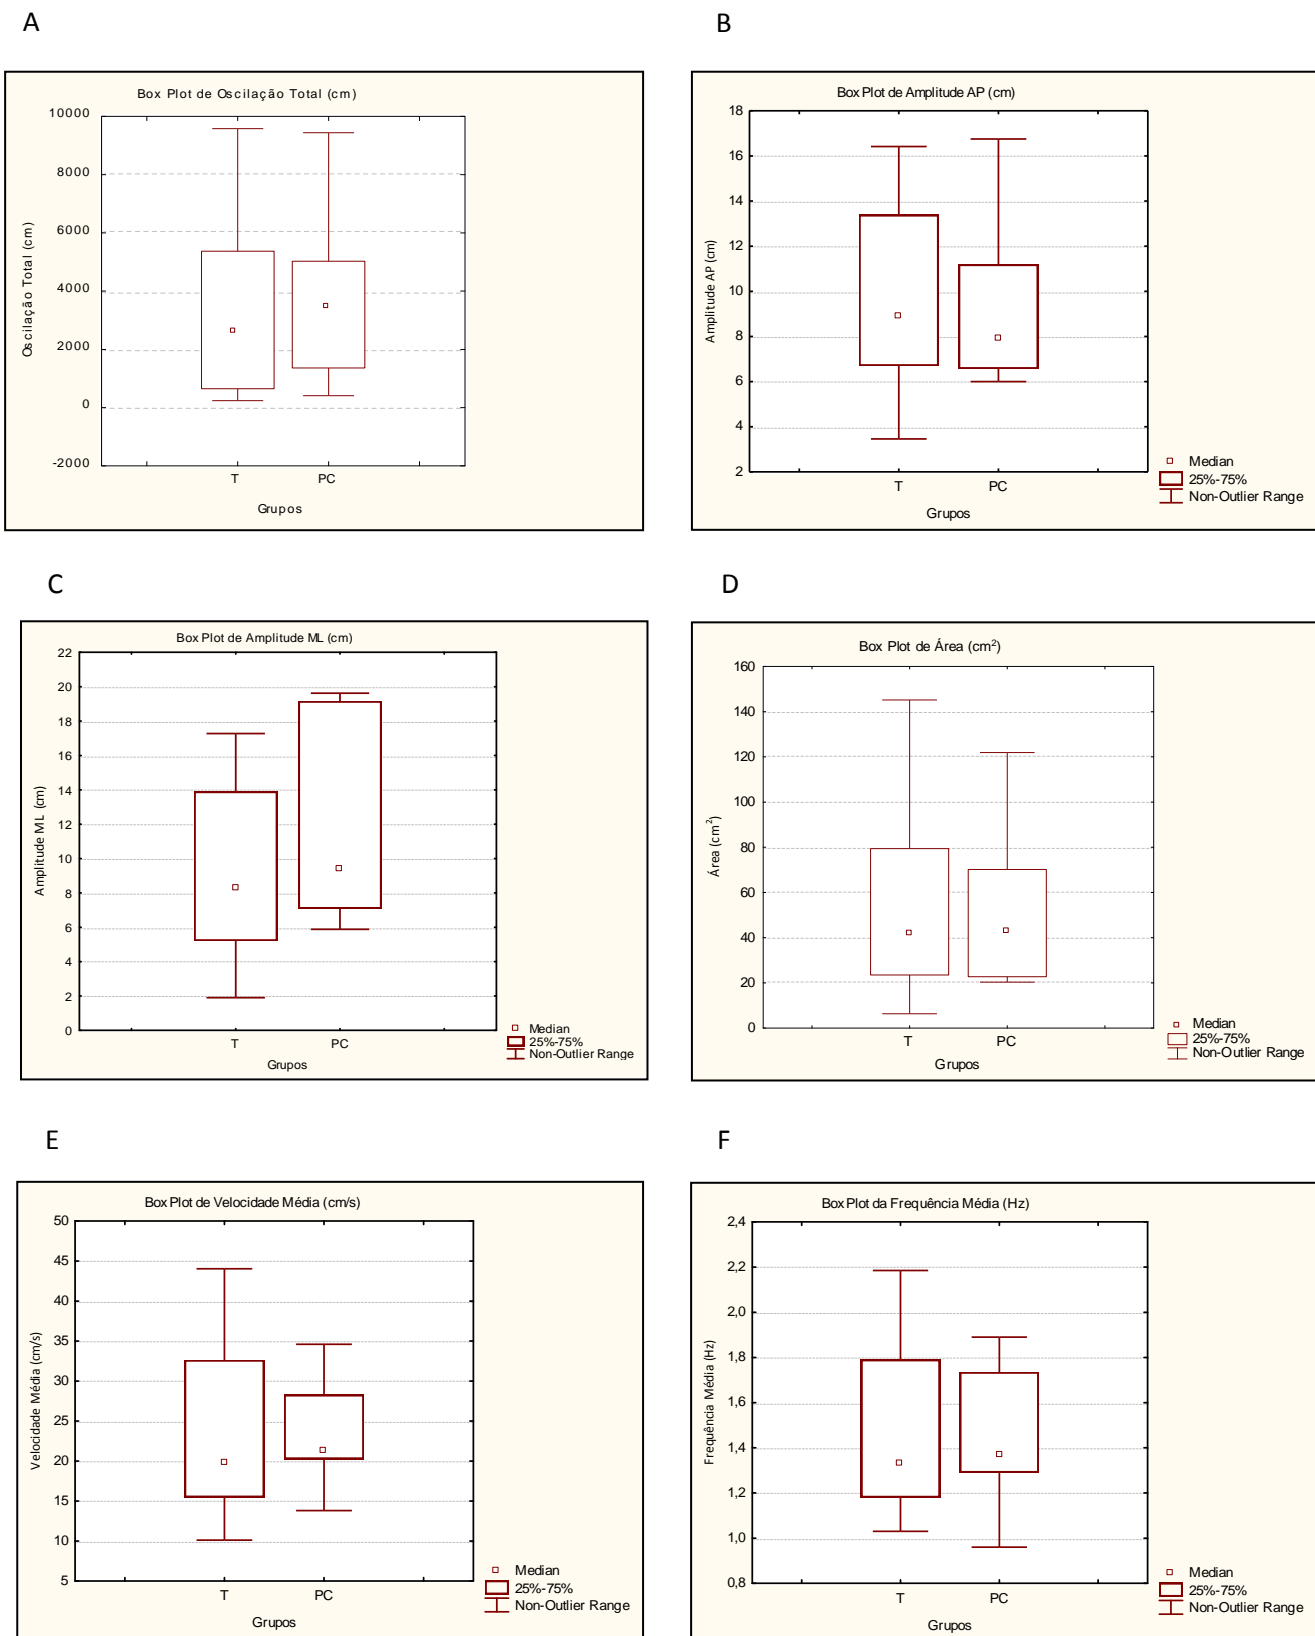 A
Box Plot de Oscilação Total (cm)
10000
8000
6000
4000
2000
0
-2000
Oscilação Total (cm)
T PC
Grupos
B
Box Plot de Amplitude AP (cm)
18
16
14
12
10
8
6
4
2
Amplitude AP (cm)
T PC
Grupos
Median
25%-75%
Non-Outlier Range
C
Box Plot de Amplitude ML (cm)
22
20
18
16
14
12
10
8
6
4
2
0
Amplitude ML (cm)
T PC
Grupos
Median
25%-75%
Non-Outlier Range
D
Box Plot de Área (cm²)
160
140
120
100
80
60
40
20
0
Área (cm²)
T PC
Grupos
Median
25%-75%
Non-Outlier Range
E
Box Plot de Velocidade Média (cm/s)
50
45
40
35
30
25
20
15
10
5
Velocidade Média (cm/s)
T PC
Grupos
Median
25%-75%
Non-Outlier Range
F
Box Plot da Frequência Média (Hz)
2,4
2,2
2,0
1,8
1,6
1,4
1,2
1,0
0,8
Frequência Média (Hz)
T PC
Grupos
Median
25%-75%
Non-Outlier Range